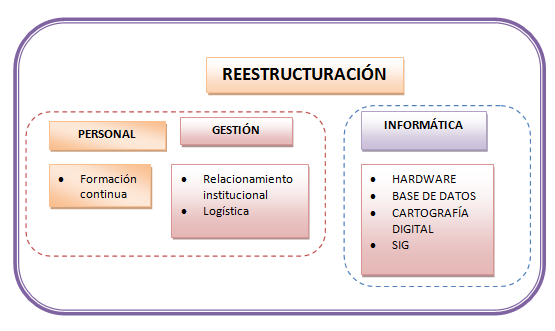 REESTRUCTURACIÓN
PERSONAL
• Formación
continua
GESTIÓN
• Relacionamiento
institucional
• Logística
INFORMÁTICA
• HARDWARE
• BASE DE DATOS
• CARTOGRAFÍA
DIGITAL
• SIG